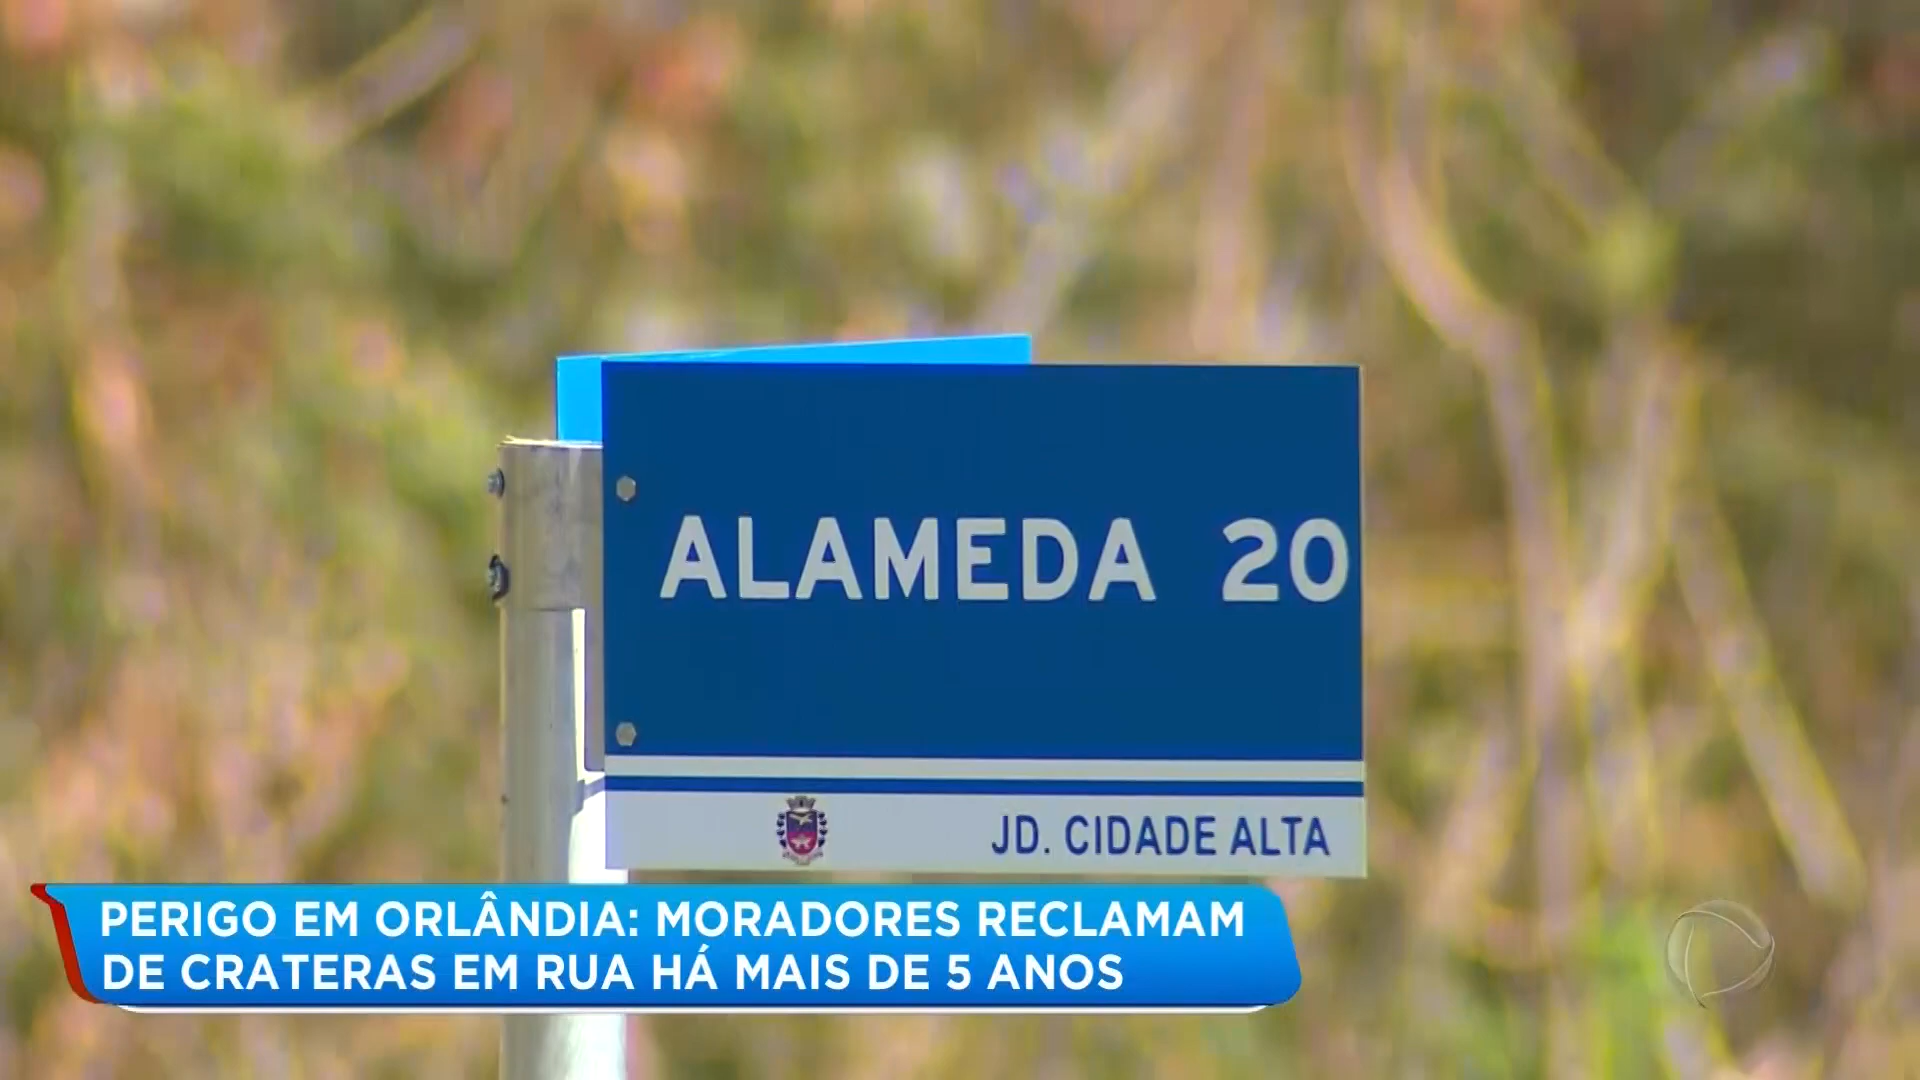 ALAMEDA 20
JD. CIDADE ALTA
PERIGO EM ORLÂNDIA: MORADORES RECLAMAM
DE CRATERAS EM RUA HÁ MAIS DE 5 ANOS